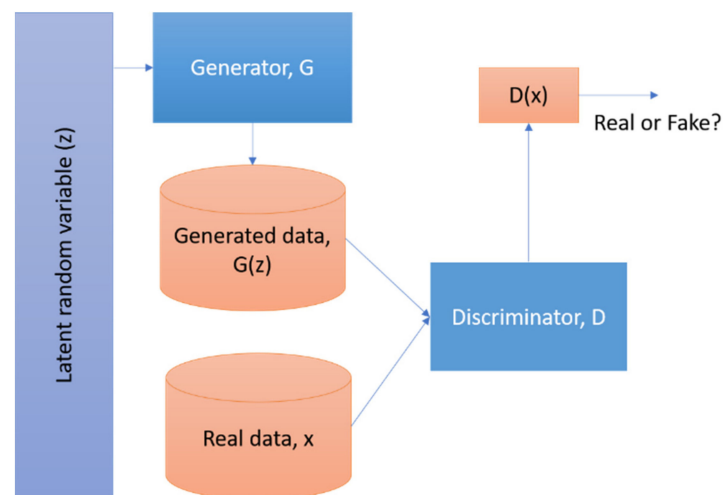 Latent random variable (z)
Generator, G
Generated data,
G(z)
Real data, x
Discriminator, D
D(x)
Real or Fake?